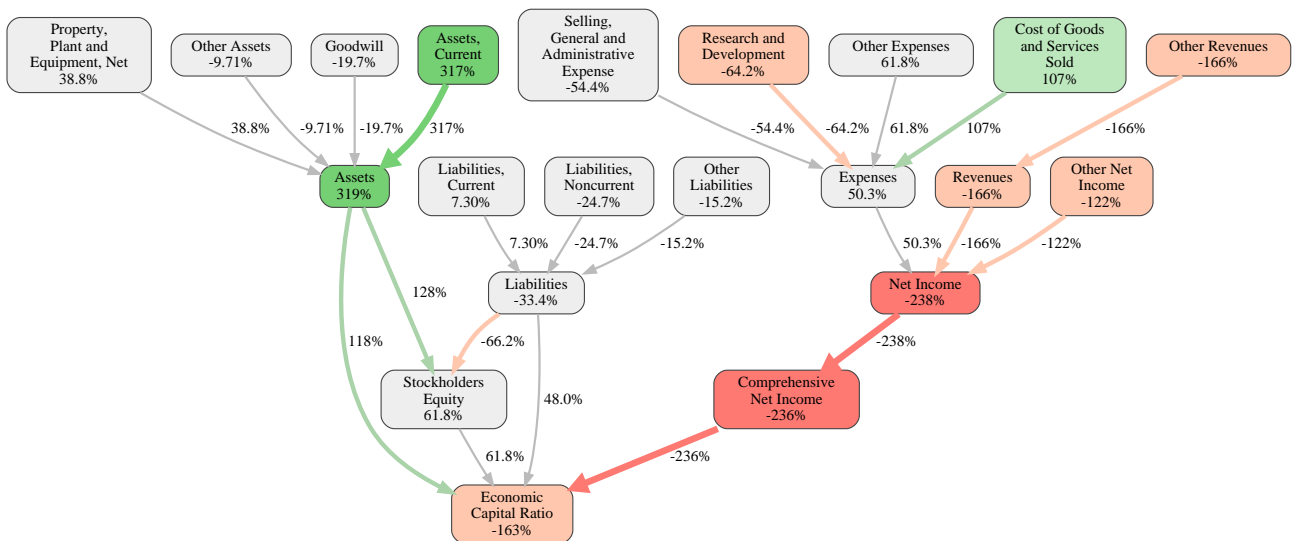 Property,
Plant and
Equipment, Net
38.8%
Other Assets
-9.71%
Goodwill
-19.7%
Assets,
Current
317%
Selling,
General and
Administrative
Expense
-54.4%
Research and
Development
-64.2%
Other Expenses
61.8%
Cost of Goods
and Services
Sold
107%
Other Revenues
-166%
38.8%
-9.71%
-19.7%
317%
-54.4%
-64.2%
61.8%
107%
-166%
Assets
319%
Liabilities,
Current
7.30%
Liabilities,
Noncurrent
-24.7%
Other
Liabilities
-15.2%
Expenses
50.3%
Revenues
-166%
Other Net
Income
-122%
7.30%
-24.7%
-15.2%
50.3%
-166%
-122%
Liabilities
-33.4%
Net Income
-238%
128%
118%
-66.2%
-238%
Stockholders
Equity
61.8%
48.0%
Comprehensive
Net Income
-236%
61.8%
-236%
Economic
Capital Ratio
-163%